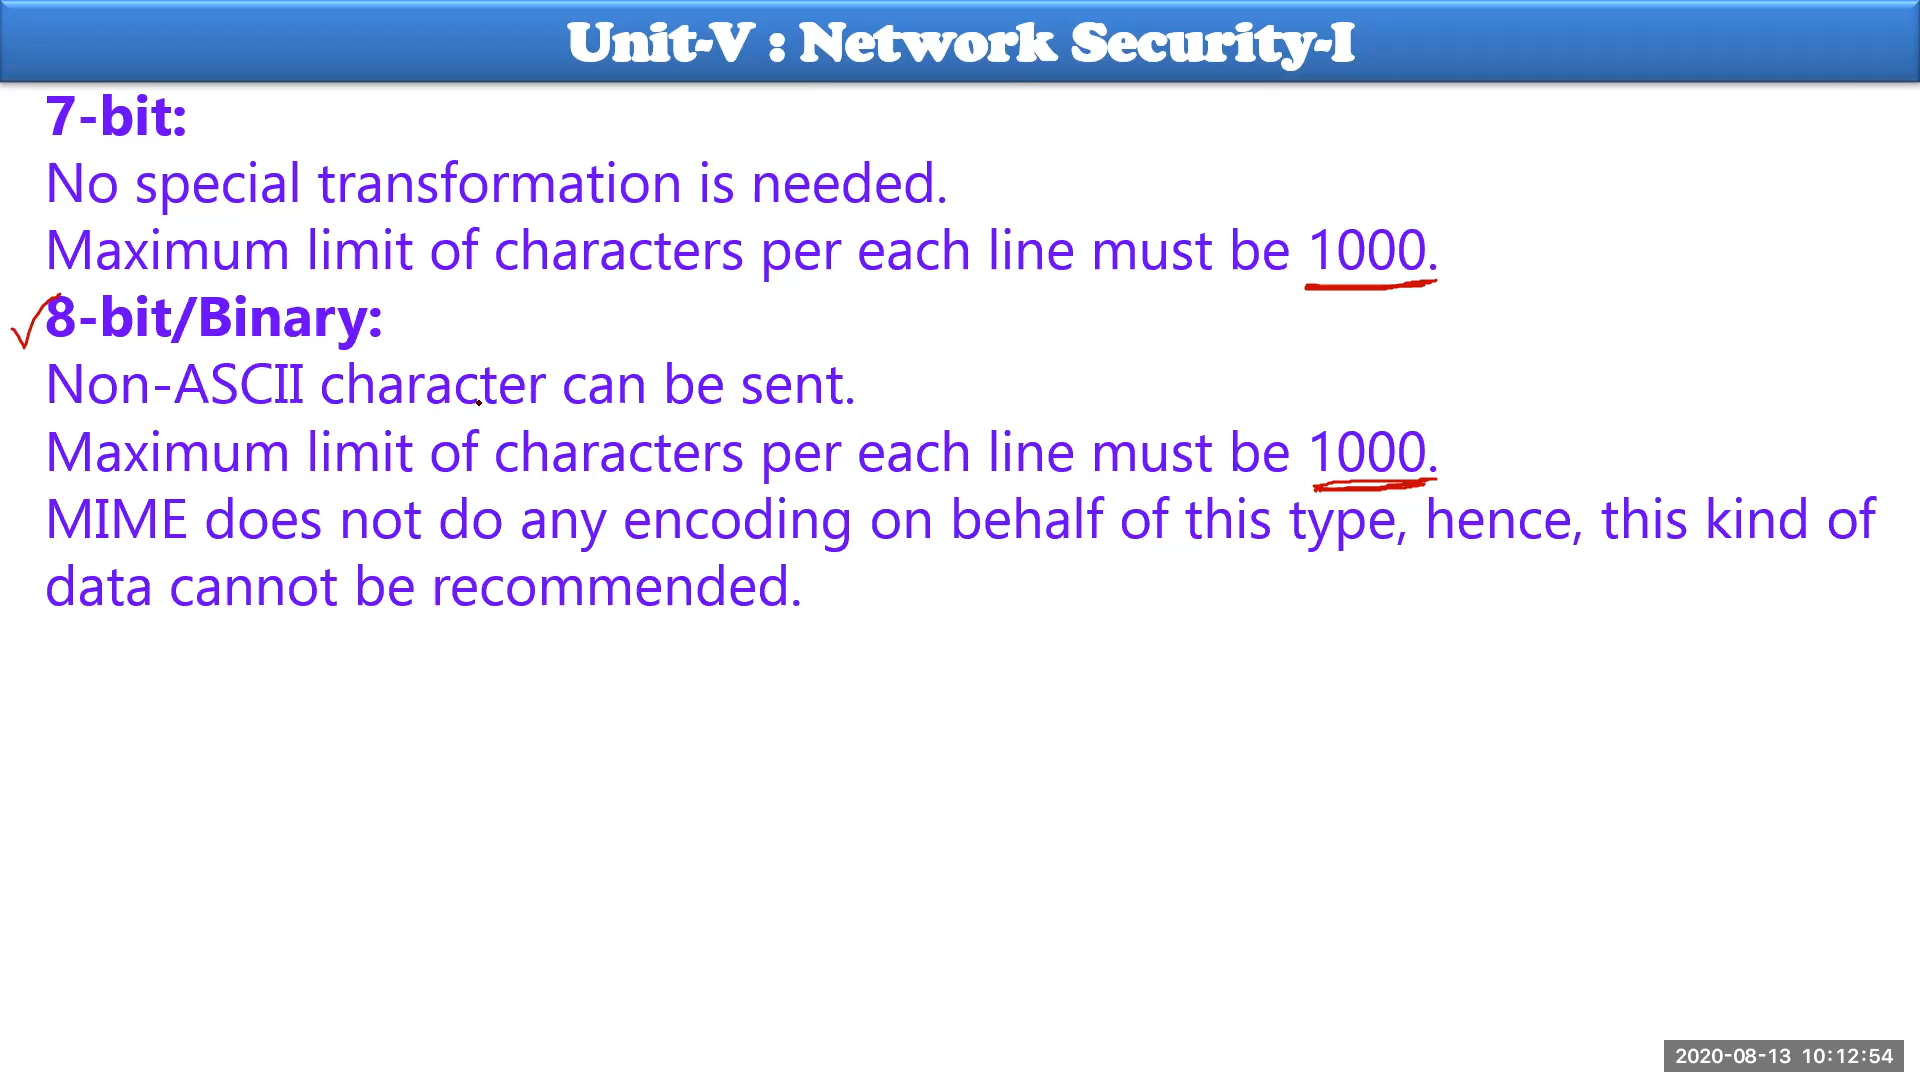 Unit-V : Network Security-I
7-bit:
No special transformation is needed.
Maximum limit of characters per each line must be 1000.
8-bit/Binary:
Non-ASCII character can be sent.
Maximum limit of characters per each line must be 1000.
MIME does not do any encoding on behalf of this type, hence, this kind of
data cannot be recommended.
2020-08-13 10:12:54